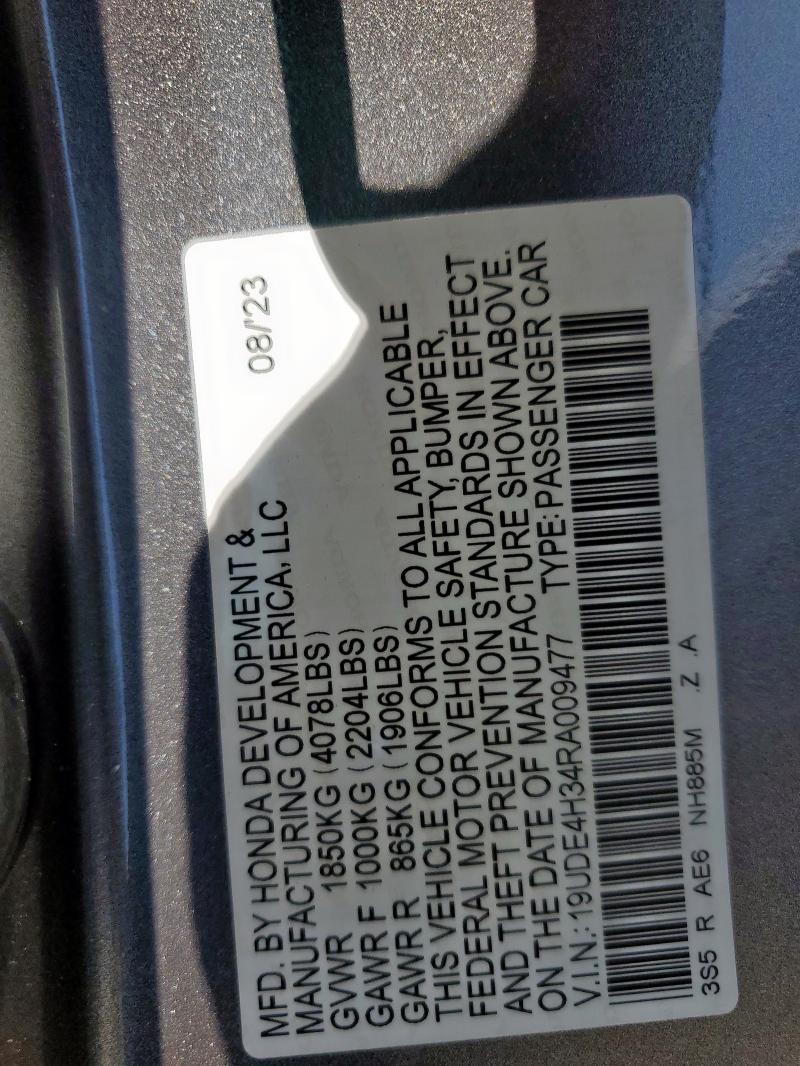 MFD. BY HONDA DEVELOPMENT &
MANUFACTURING OF AMERICA, LLC 08/'23
GVWR 1850KG (4078LBS)
GAWR F 1000KG (2204LBS)
GAWR R 865KG (1906LBS)
THIS VEHICLE CONFORMS TO ALL APPLICABLE
FEDERAL MOTOR VEHICLE SAFETY, BUMPER,
AND THEFT PREVENTION STANDARDS IN EFFECT
ON THE DATE OF MANUFACTURE SHOWN ABOVE.
V.I.N.: 19UDE4H34RA009477 TYPE: PASSENGER CAR
3S5 R AE6 NH885M .Z .A